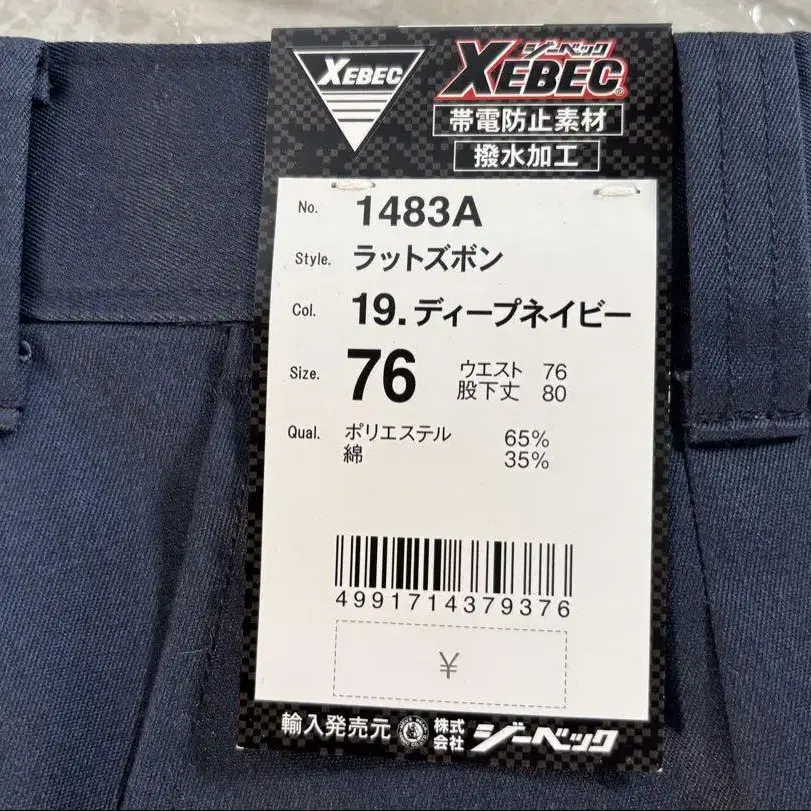 XEBEC
ジーベック
XEBEC®
帯電防止素材
撥水加工
No. 1483A
Style. ラットズボン
Col. 19.ディープネイビー
Size. 76 ウエスト 76
股下丈 80
Qual. ポリエステル 65%
綿 35%
4991714379376
¥
輸入発売元 株式会社 ジーベック